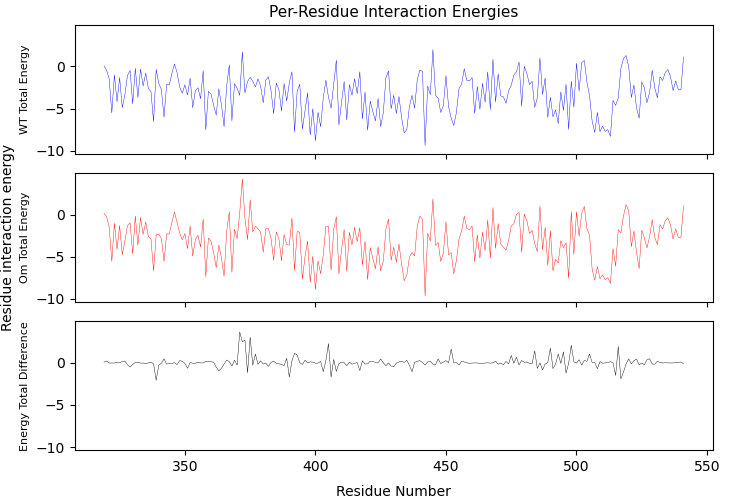 Per-Residue Interaction Energies
Residue interaction energy
WT Total Energy
0
−5
−10
Om Total Energy
0
−5
−10
Energy Total Difference
0
−5
−10
350 400 450 500 550
Residue Number